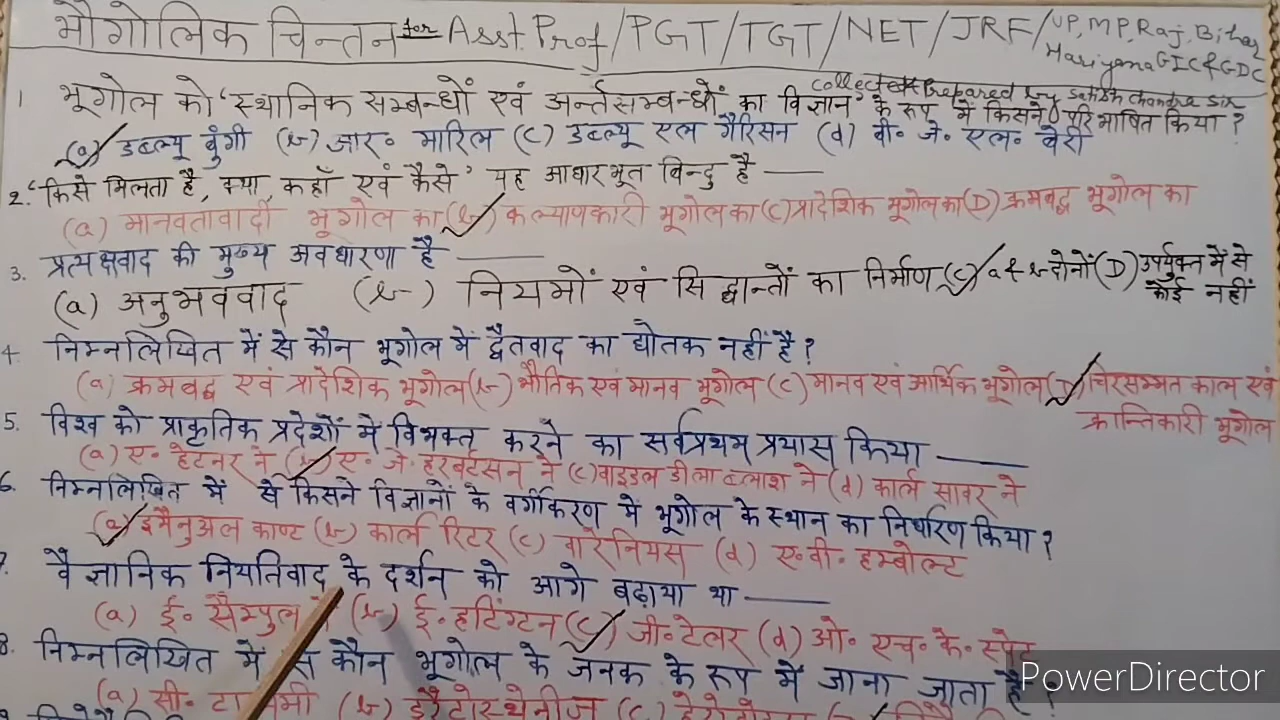 भौगोलिक चिन्तन for Asst. Prof/PGT/TGT/NET/JRF/UP, MP, Raj, Bihar
Hariyana GIC & GDC
Collected & Prepared by Satish Chandra Sir
1 भूगोल को 'स्थानिक सम्बन्धों एवं अर्न्तसम्बन्धों का विज्ञान' के रूप में किसने परिभाषित किया ?
(a) डब्ल्यू बुंगी (b) आर० मारिल (c) डब्ल्यू एल गैरिसन (d) बी० जे० एल० बेरी
2. 'किसे मिलता है, क्या, कहाँ एवं कैसे' यह आधारभूत बिन्दु है ——
(a) मानवतावादी भूगोल का (b) कल्याणकारी भूगोल का (c) प्रादेशिक भूगोल का (D) क्रमबद्ध भूगोल का
3. प्रत्यक्षवाद की मुख्य अवधारणा है ——
(a) अनुभववाद (b) नियमों एवं सिद्धान्तों का निर्माण (c) a & b दोनों (D) उपर्युक्त में से
कोई नहीं
4 निम्नलिखित में से कौन भूगोल में द्वैतवाद का द्योतक नहीं है ?
(a) क्रमबद्ध एवं प्रादेशिक भूगोल (b) भौतिक एवं मानव भूगोल (c) मानव एवं आर्थिक भूगोल (D) चिरसम्मत काल एवं
क्रान्तिकारी भूगोल
5. विश्व को प्राकृतिक प्रदेशों में विभक्त करने का सर्वप्रथम प्रयास किया ——
(a) ए० हेटनर ने (b) ए० जे० हरबर्टसन ने (c) वाइडल डी ला ब्लाश ने (d) कार्ल सावर ने
6. निम्नलिखित में से किसने विज्ञानों के वर्गीकरण में भूगोल के स्थान का निर्धारण किया ?
(a) इमैनुअल काण्ट (b) कार्ल रिटर (c) वारेनियस (d) ए० वी० हम्बोल्ट
7. वैज्ञानिक नियतिवाद के दर्शन को आगे बढ़ाया था ——
(a) ई० सैम्पुल ने (b) ई० हटिंग्टन (c) जी० टेलर (d) ओ० एच० के० स्पेट
8. निम्नलिखित में से कौन भूगोल के जनक के रूप में जाना जाता है ?
(a) सी० टालमी (b) इरैटोस्थेनीज (c)
PowerDirector